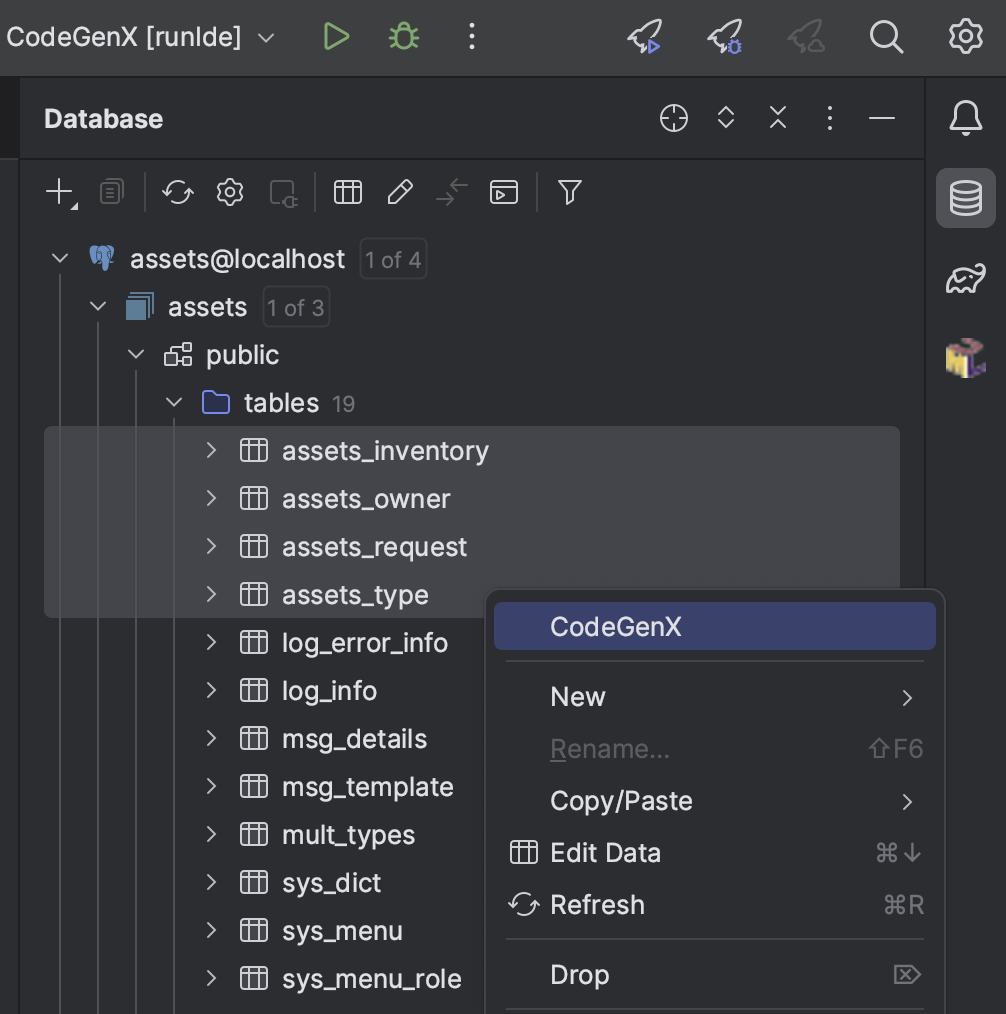 CodeGenX [runIde]
Database
assets@localhost 1 of 4
assets 1 of 3
public
tables 19
assets_inventory
assets_owner
assets_request
assets_type
log_error_info
log_info
msg_details
msg_template
mult_types
sys_dict
sys_menu
sys_menu_role
CodeGenX
New
Rename... ⇧F6
Copy/Paste
Edit Data ⌘↓
Refresh ⌘R
Drop ⌦